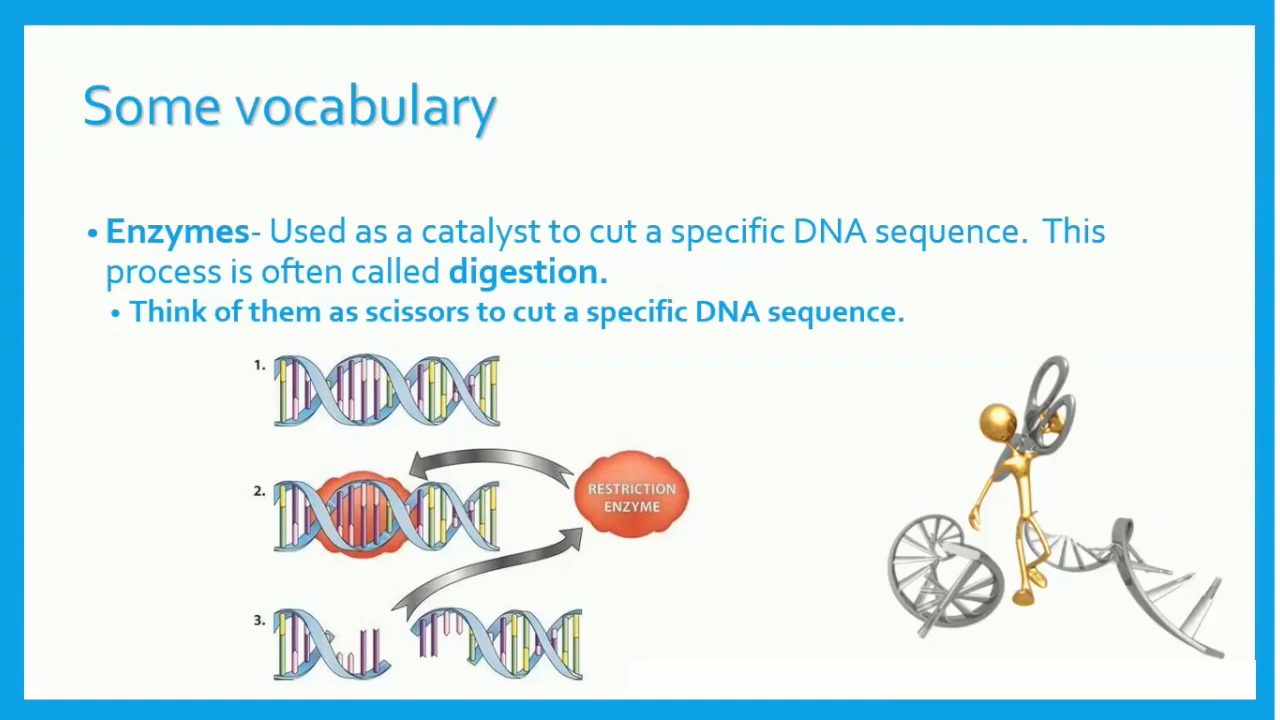 Some vocabulary
• Enzymes- Used as a catalyst to cut a specific DNA sequence. This
process is often called digestion.
• Think of them as scissors to cut a specific DNA sequence.
1.
2.
RESTRICTION
ENZYME
3.